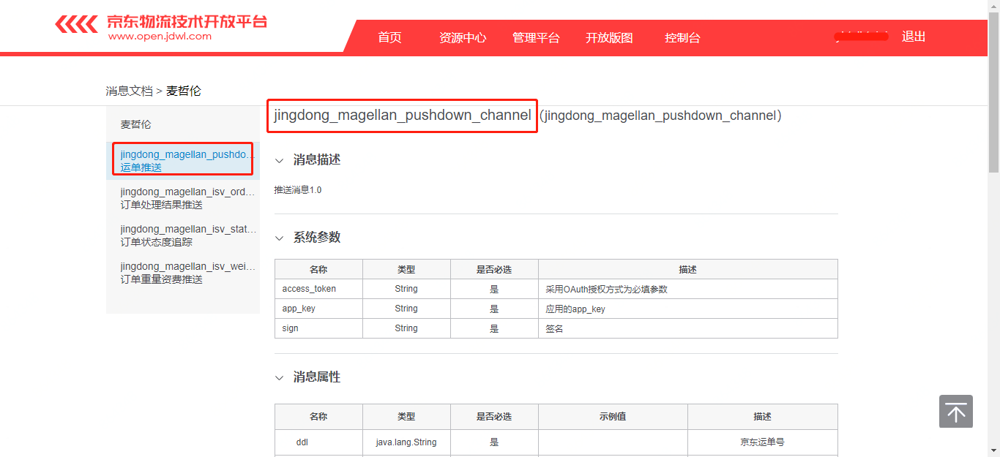 京东物流技术开放平台
www.open.jdwl.com
首页 资源中心 管理平台 开放版图 控制台 退出
消息文档 > 麦哲伦
麦哲伦
jingdong_magellan_pushdo...
运单推送
jingdong_magellan_isv_ord...
订单处理结果推送
jingdong_magellan_isv_stat...
订单状态度追踪
jingdong_magellan_isv_wei...
订单重量资费推送
jingdong_magellan_pushdown_channel (jingdong_magellan_pushdown_channel)
消息描述
推送消息1.0
系统参数
名称 类型 是否必选 描述
access_token String 是 采用OAuth授权方式为必填参数
app_key String 是 应用的app_key
sign String 是 签名
消息属性
名称 类型 是否必选 示例值 描述
ddl java.lang.String 是 京东运单号